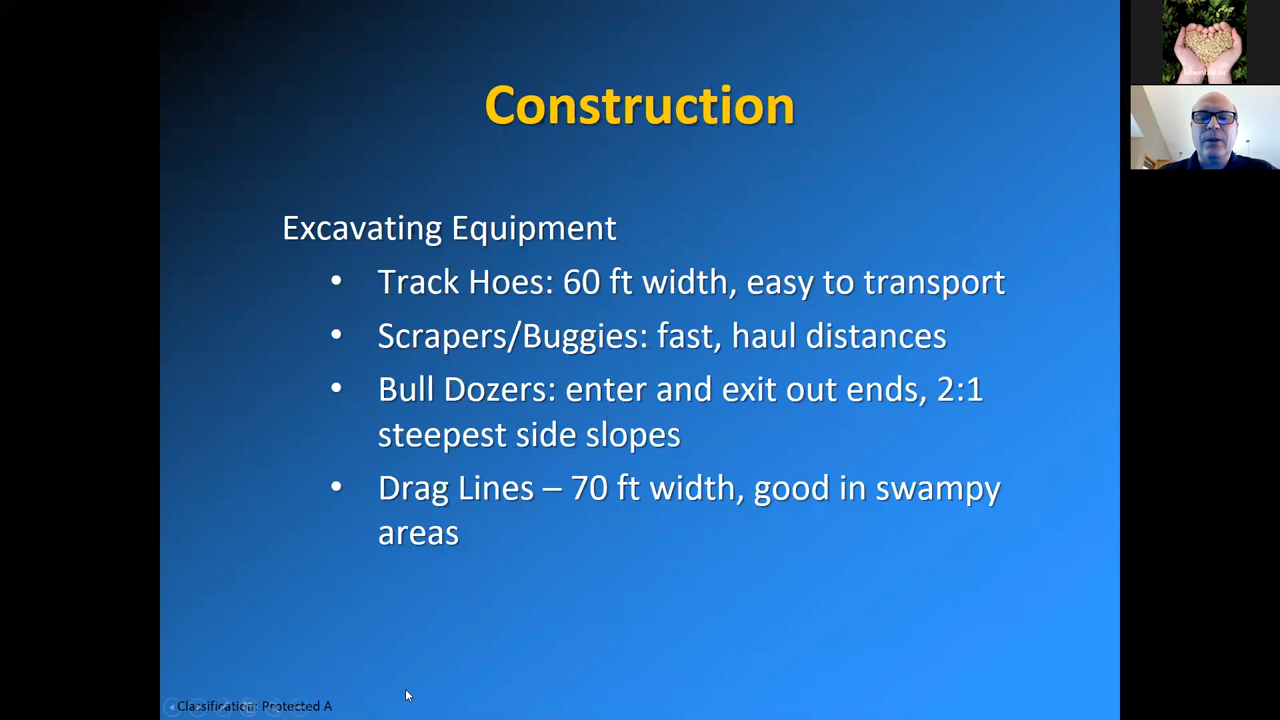 Construction
Excavating Equipment
• Track Hoes: 60 ft width, easy to transport
• Scrapers/Buggies: fast, haul distances
• Bull Dozers: enter and exit out ends, 2:1
steepest side slopes
• Drag Lines – 70 ft width, good in swampy
areas
Classification: Protected A